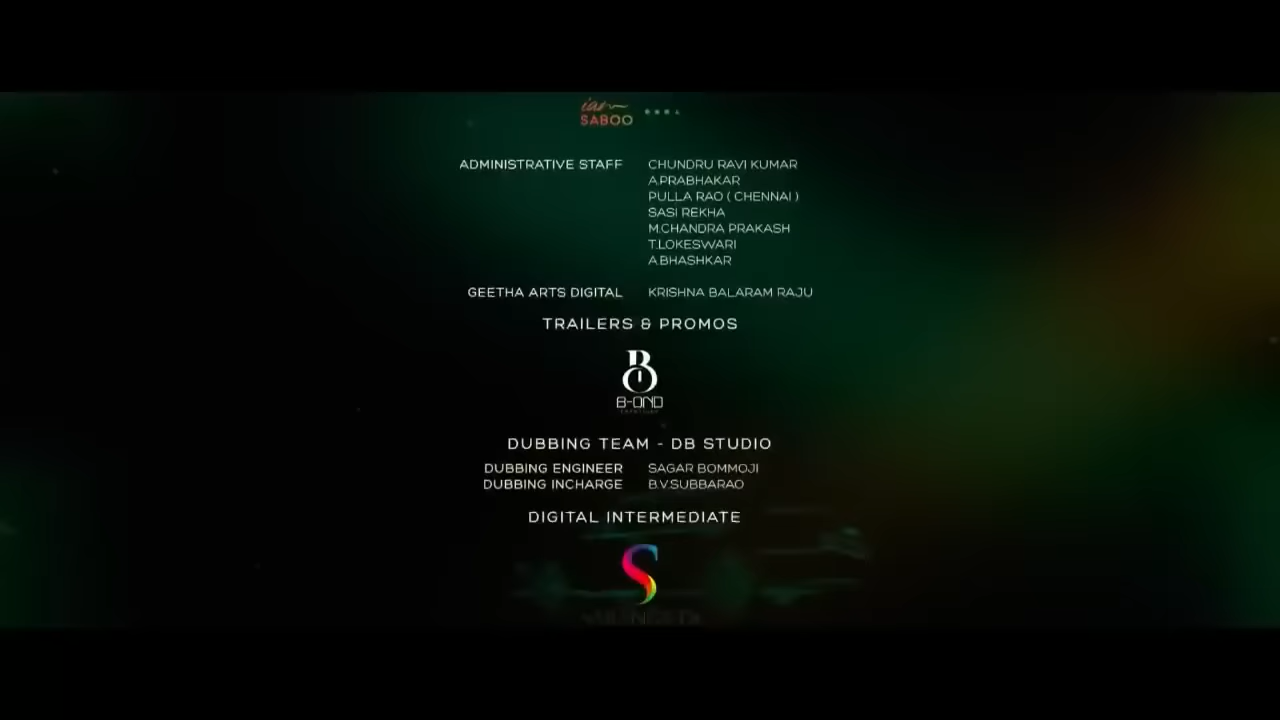 iam
SABOO
ADMINISTRATIVE STAFF CHUNDRU RAVI KUMAR
A.PRABHAKAR
PULLA RAO ( CHENNAI )
SASI REKHA
M.CHANDRA PRAKASH
T.LOKESWARI
A.BHASHKAR
GEETHA ARTS DIGITAL KRISHNA BALARAM RAJU
TRAILERS & PROMOS
B-OND
DUBBING TEAM - DB STUDIO
DUBBING ENGINEER SAGAR BOMMOJI
DUBBING INCHARGE B.V.SUBBARAO
DIGITAL INTERMEDIATE
S